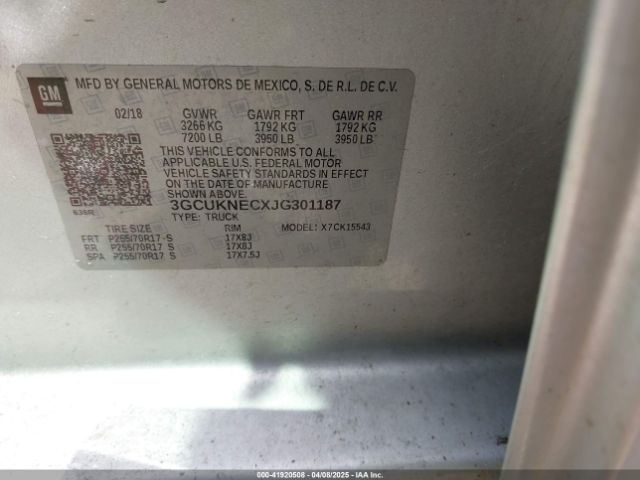 GM
MFD BY GENERAL MOTORS DE MEXICO, S. DE R.L. DE C.V.
02/18 GVWR GAWR FRT GAWR RR
3266 KG 1792 KG 1792 KG
7200 LB 3950 LB 3950 LB
THIS VEHICLE CONFORMS TO ALL
APPLICABLE U.S. FEDERAL MOTOR
VEHICLE SAFETY STANDARDS IN
EFFECT ON THE DATE OF MANUFACTURE
SHOWN ABOVE.
3GCUKNECXJG301187
TYPE: TRUCK MODEL: X7CK15543
TIRE SIZE RIM
FRT P255/70R17 -S 17X8J
RR P255/70R17 S 17X8J
SPA P255/70R17 S 17X7.5J
000-41920508 - 04/08/2025 - IAA Inc.